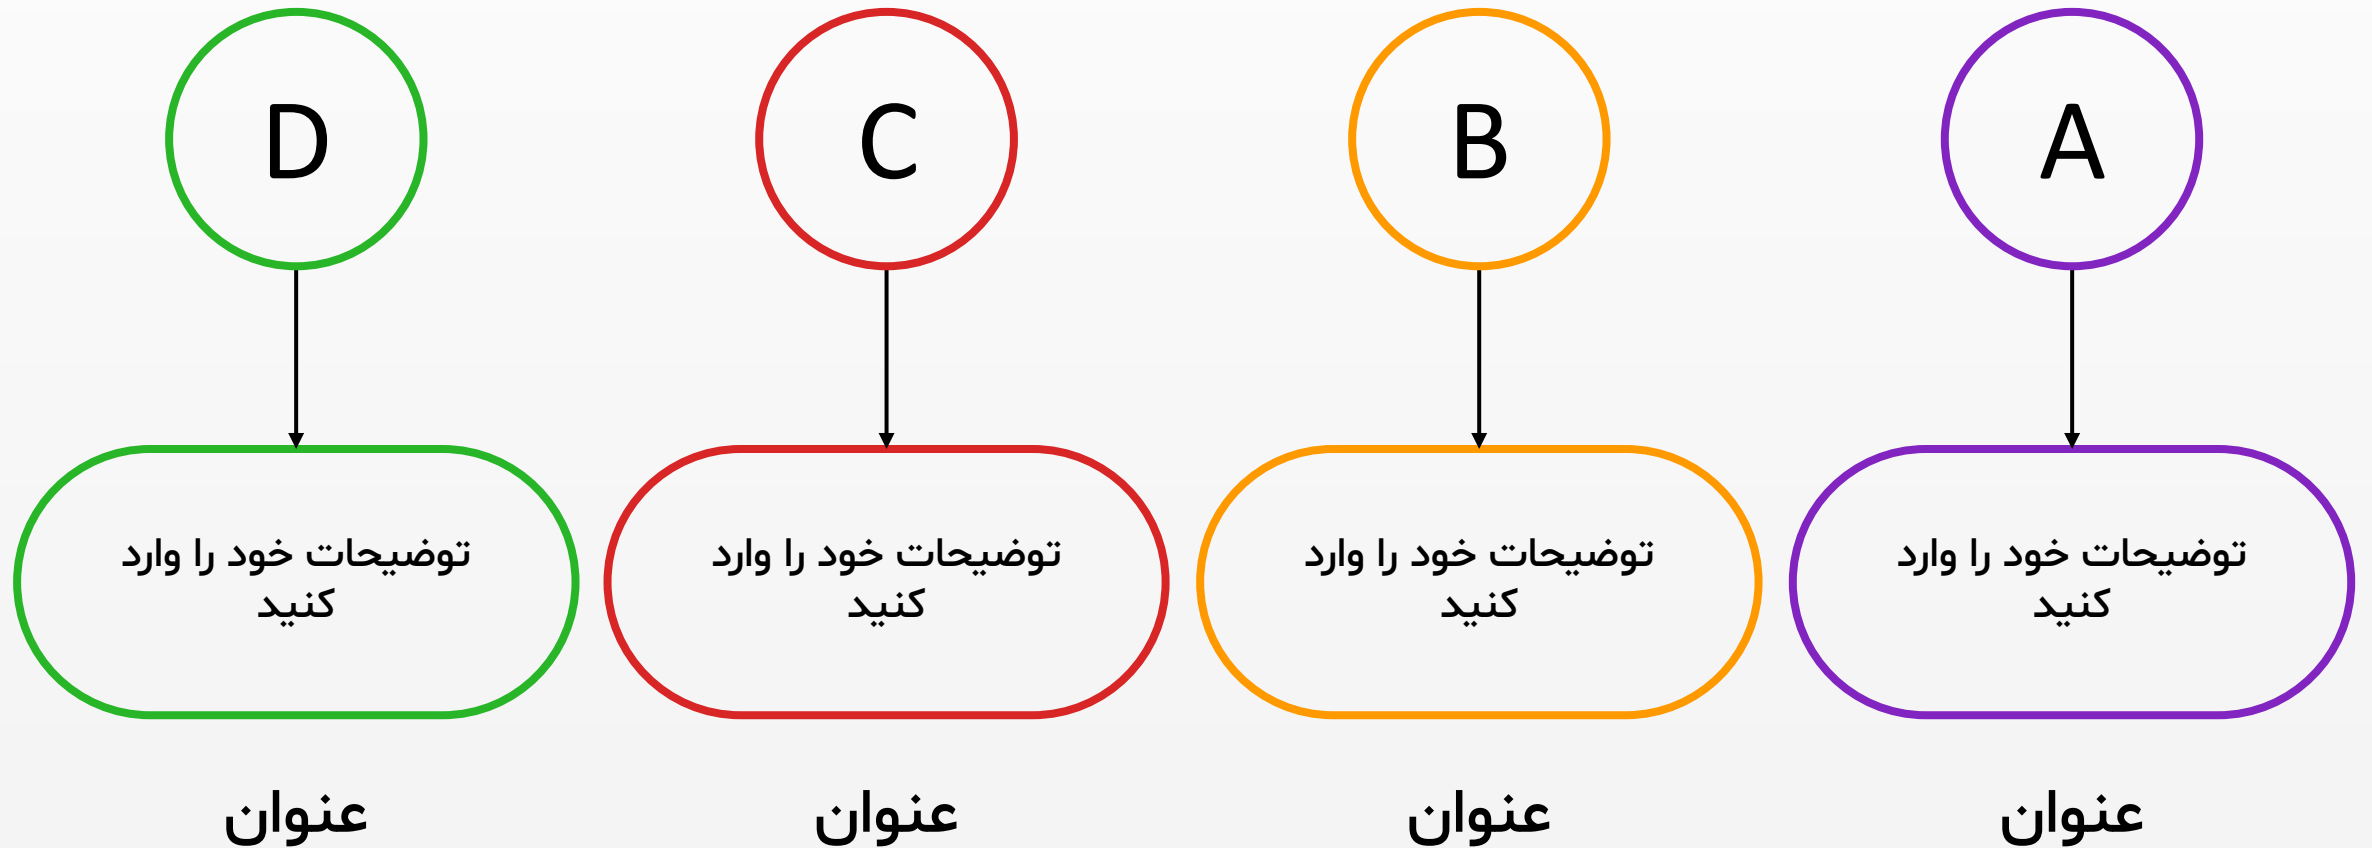 A
B
C
D
توضیحات خود را وارد
کنید
توضیحات خود را وارد
کنید
توضیحات خود را وارد
کنید
توضیحات خود را وارد
کنید
عنوان
عنوان
عنوان
عنوان